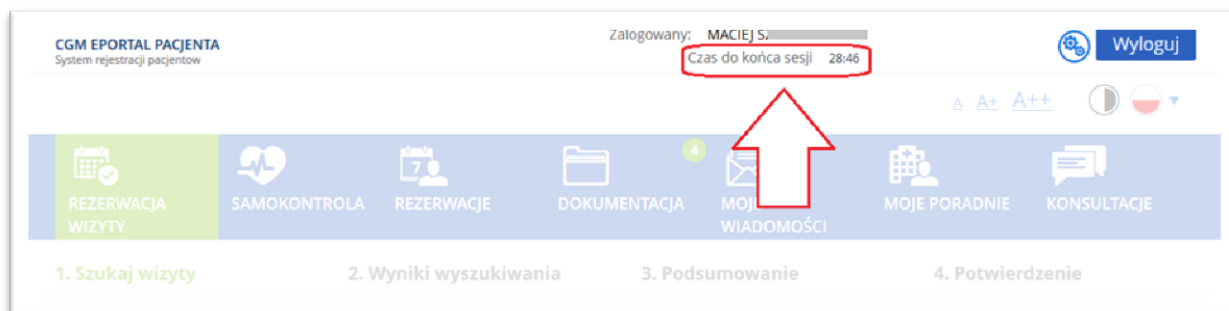 CGM EPORTAL PACJENTA
System rejestracji pacjentow
Zalogowany: MACIEJ S.
Czas do końca sesji 28:46
Wyloguj
A A+ A++
REZERWACJA WIZYTY
SAMOKONTROLA
7
REZERWACJE
DOKUMENTACJA
4
MOJE WIADOMOŚCI
MOJE PORADNIE
KONSULTACJE
1. Szukaj wizyty
2. Wyniki wyszukiwania
3. Podsumowanie
4. Potwierdzenie